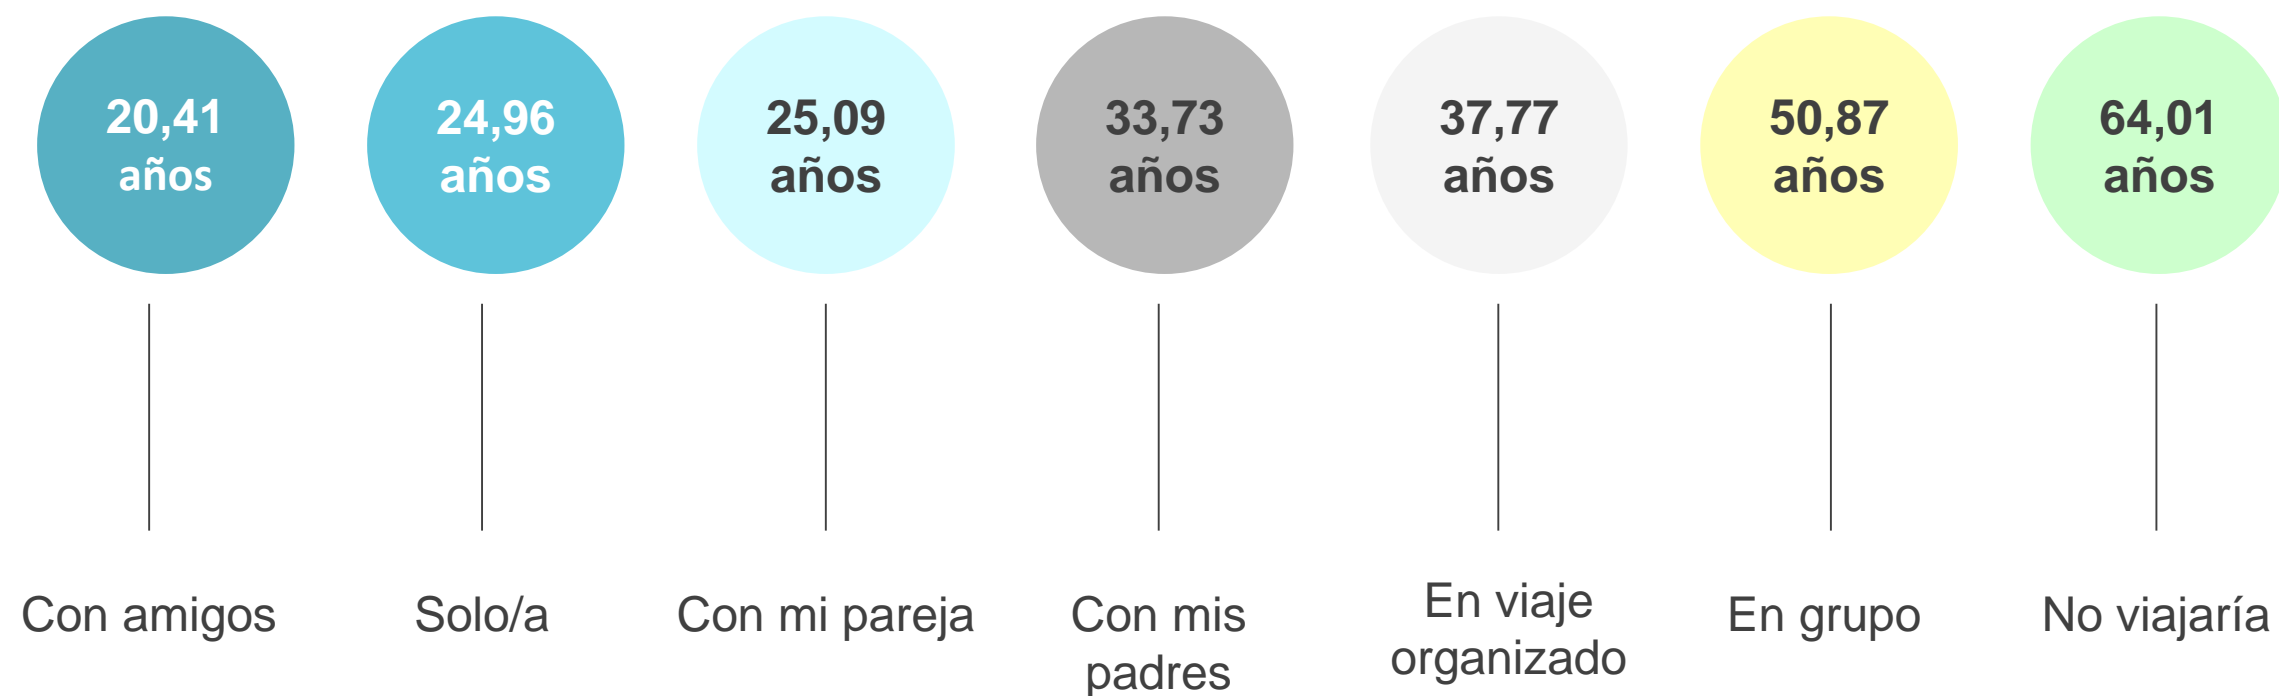 20,41
años
24,96
años
25,09
años
33,73
años
37,77
años
50,87
años
64,01
años
Con amigos
Solo/a
Con mi pareja
Con mis
padres
En viaje
organizado
En grupo
No viajaría